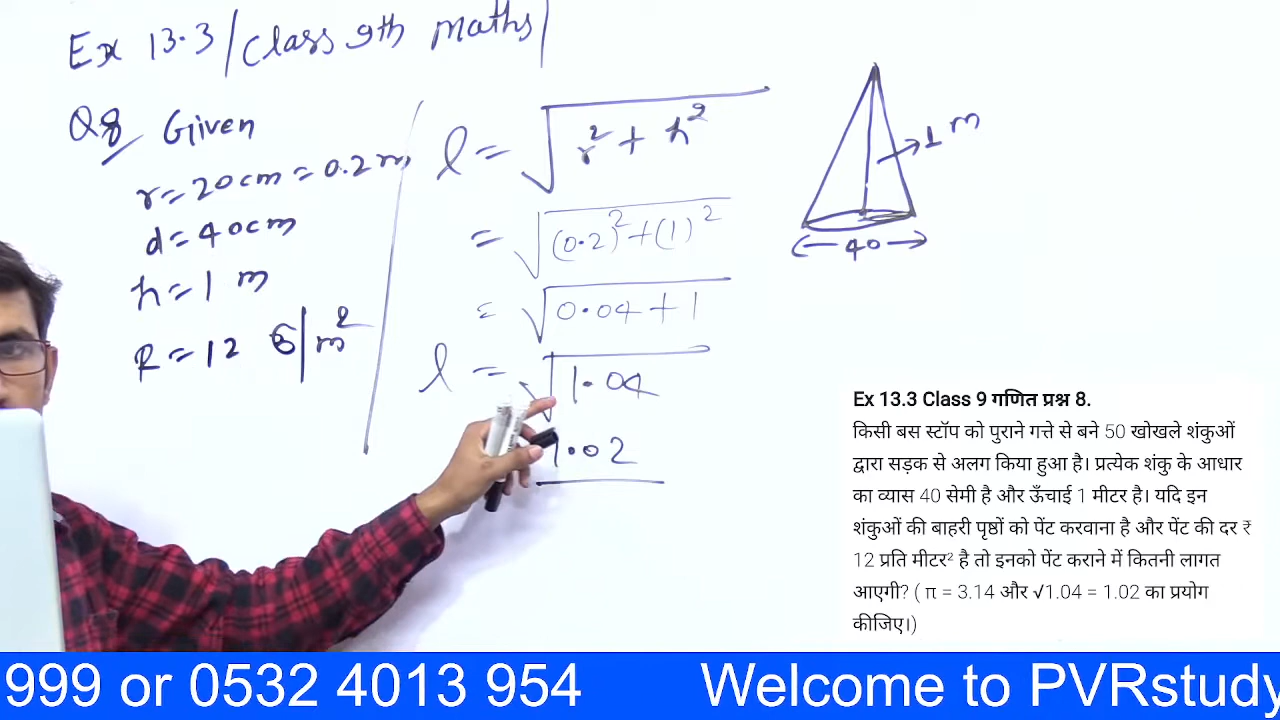 Ex 13.3/Class 9th maths/
Q8 Given
r=20cm=0.2m
d=40cm
h=1 m
R=12 ₹/m²
l = √r²+h²
= √(0.2)²+(1)²
= √0.04+1
l = √1.04
1.02
1 m
40
Ex 13.3 Class 9 गणित प्रश्न 8.
किसी बस स्टॉप को पुराने गत्ते से बने 50 खोखले शंकुओं
द्वारा सड़क से अलग किया हुआ है। प्रत्येक शंकु के आधार
का व्यास 40 सेमी है और ऊँचाई 1 मीटर है। यदि इन
शंकुओं की बाहरी पृष्ठों को पेंट करवाना है और पेंट की दर ₹
12 प्रति मीटर² है तो इनको पेंट कराने में कितनी लागत
आएगी? ( π = 3.14 और √1.04 = 1.02 का प्रयोग
कीजिए।)
999 or 0532 4013 954 Welcome to PVRstudy